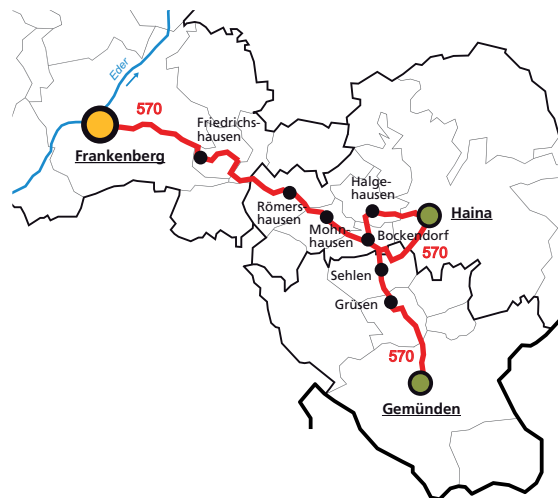 Eder
570
Friedrichs-
hausen
Frankenberg
Halge-
hausen
Römers-
hausen
Haina
Mohn-
hausen
Bockendorf
570
Sehlen
Grüsen
570
Gemünden